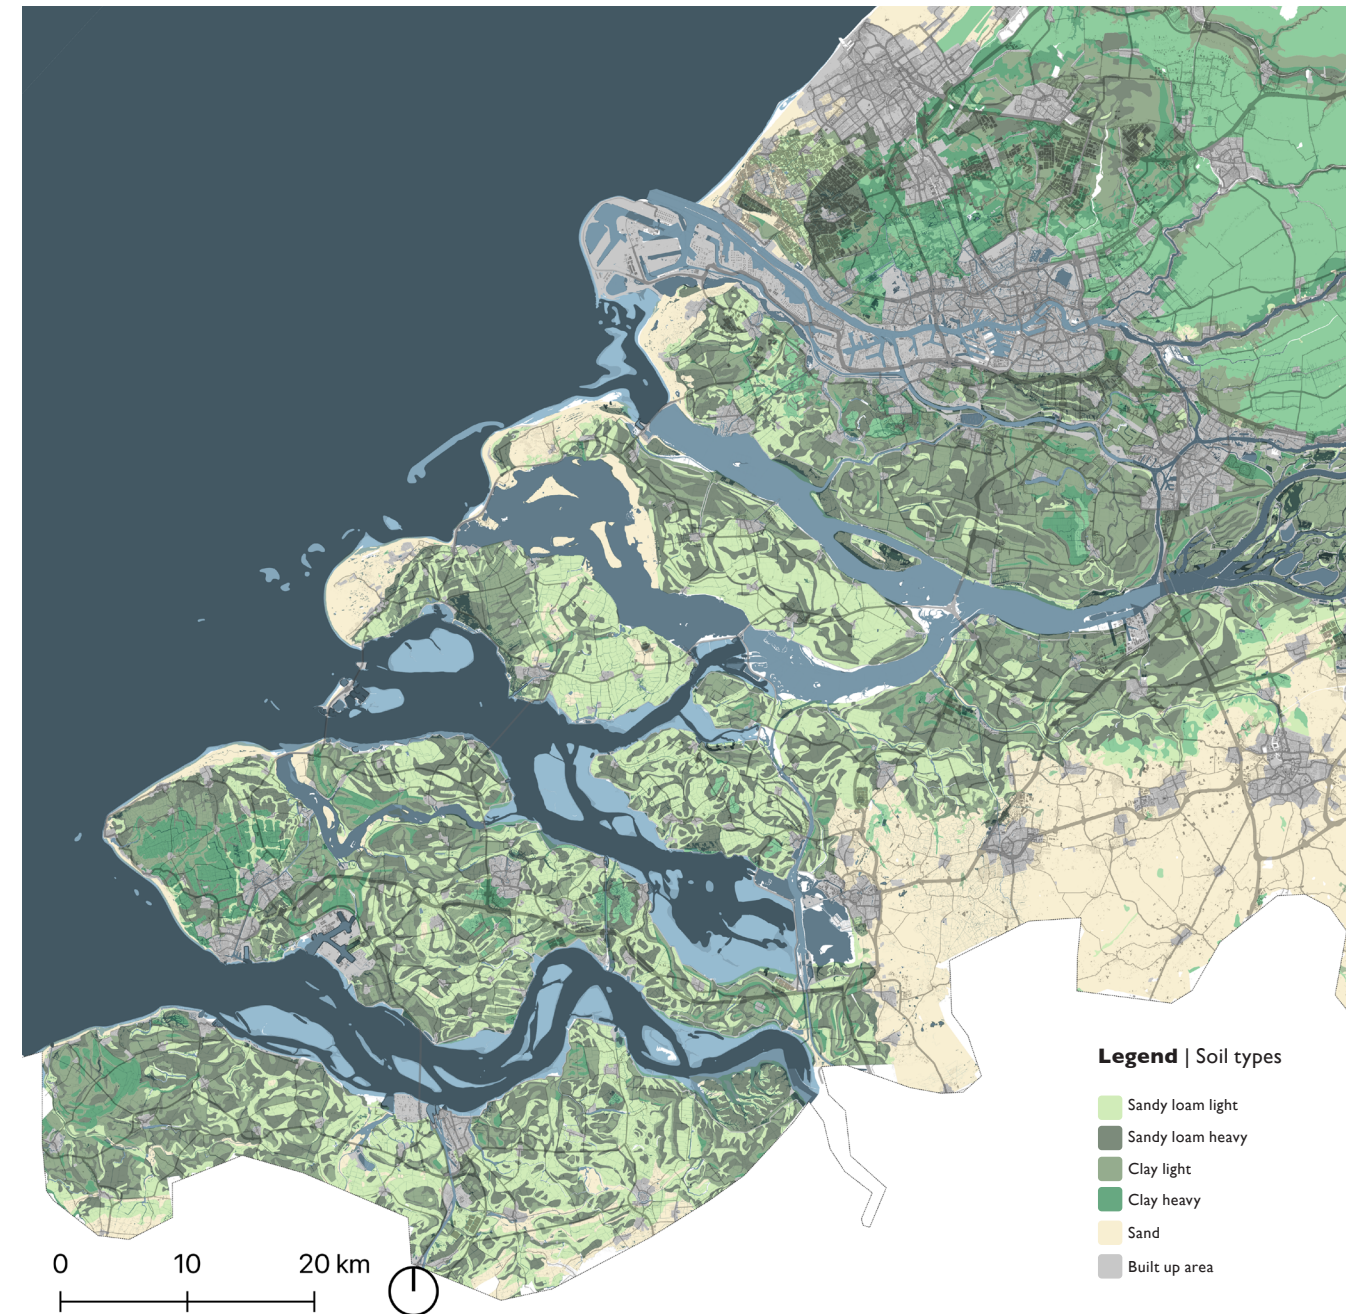 Legend | Soil types
Sandy loam light
Sandy loam heavy
Clay light
Clay heavy
Sand
Built up area
0 10 20 km